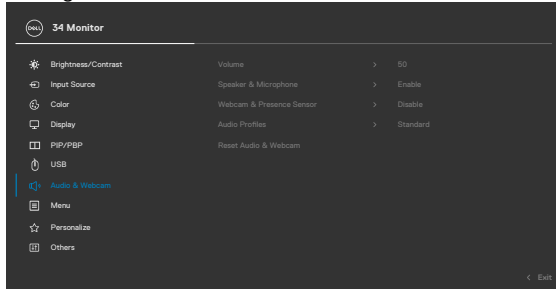 DELL 34 Monitor
Brightness/Contrast Volume > 50
Input Source Speaker & Microphone > Enable
Color Webcam & Presence Sensor > Disable
Display Audio Profiles > Standard
PIP/PBP Reset Audio & Webcam
USB
Audio & Webcam
Menu
Personalize
Others
< Exit